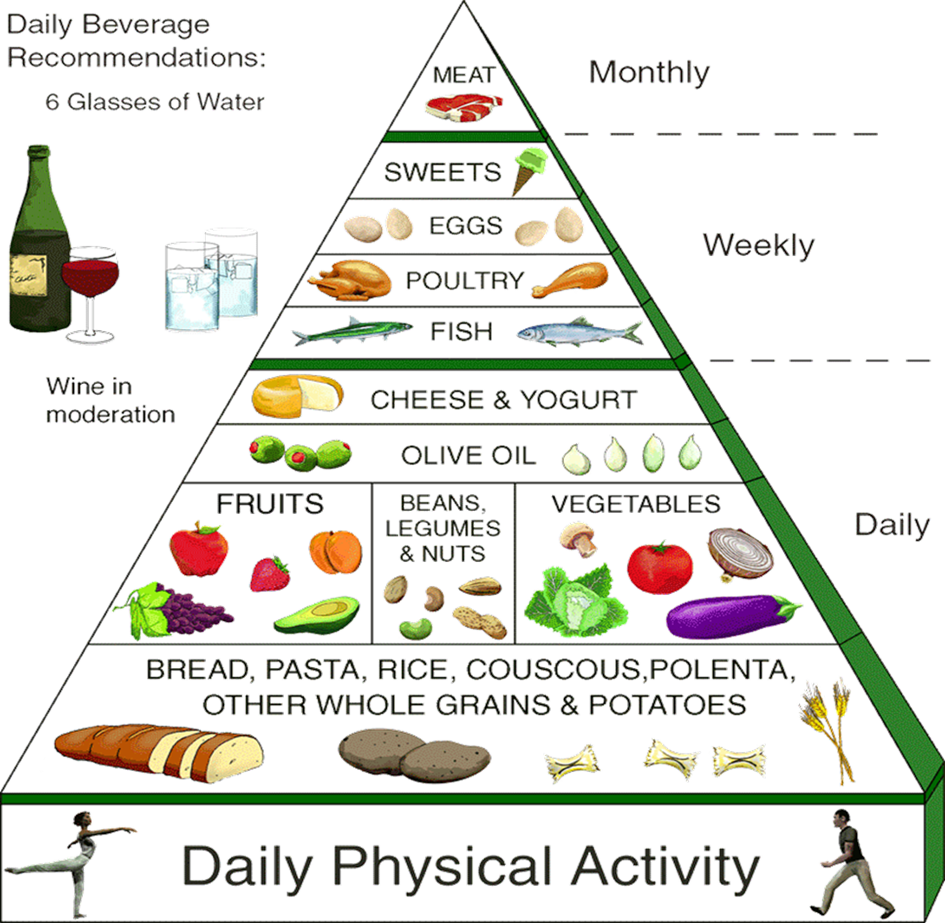 Daily Beverage
Recommendations:
6 Glasses of Water
Wine in
moderation
MEAT
Monthly
SWEETS
EGGS
Weekly
POULTRY
FISH
CHEESE & YOGURT
OLIVE OIL
FRUITS
BEANS,
LEGUMES
& NUTS
VEGETABLES
Daily
BREAD, PASTA, RICE, COUSCOUS,POLENTA,
OTHER WHOLE GRAINS & POTATOES
Daily Physical Activity